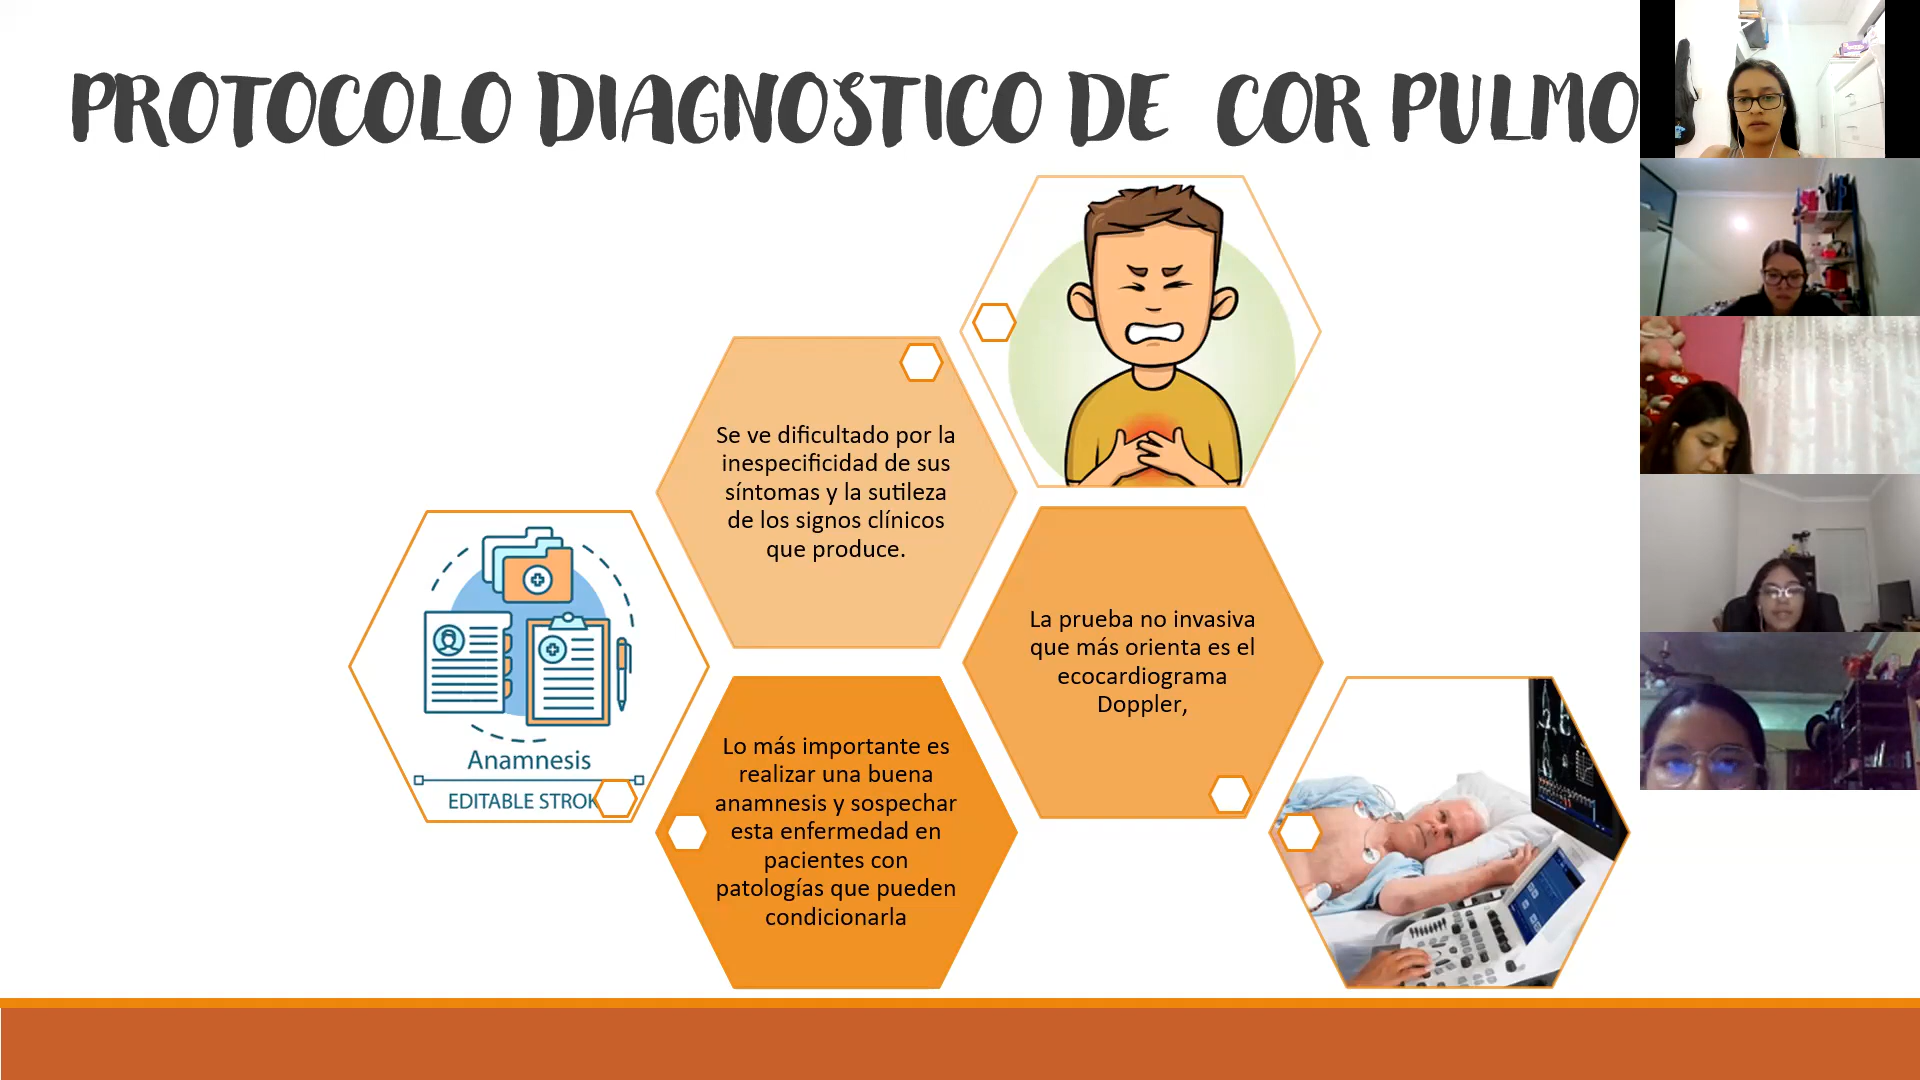 PROTOCOLO DIAGNOSTICO DE COR PULMO
Se ve dificultado por la
inespecificidad de sus
síntomas y la sutileza
de los signos clínicos
que produce.
La prueba no invasiva
que más orienta es el
ecocardiograma
Doppler,
Anamnesis
EDITABLE STROK
Lo más importante es
realizar una buena
anamnesis y sospechar
esta enfermedad en
pacientes con
patologías que pueden
condicionarla